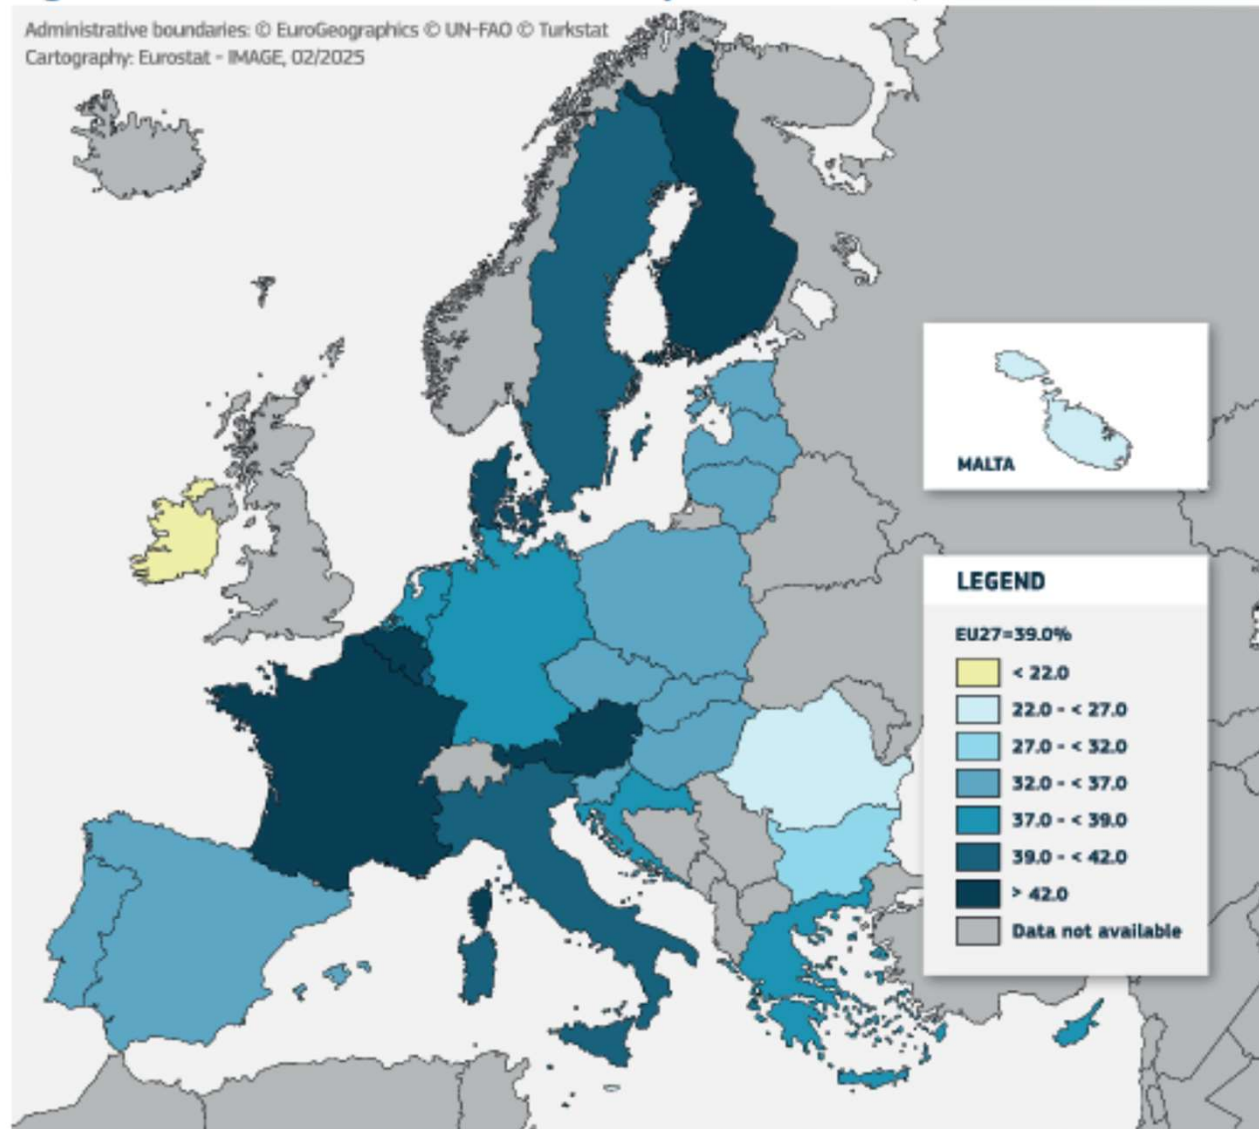 Administrative boundaries: © EuroGeographics © UN-FAO © Turkstat
Cartography: Eurostat - IMAGE, 02/2025
MALTA
LEGEND
EU27=39.0%
< 22.0
22.0 - < 27.0
27.0 - < 32.0
32.0 - < 37.0
37.0 - < 39.0
39.0 - < 42.0
> 42.0
Data not available